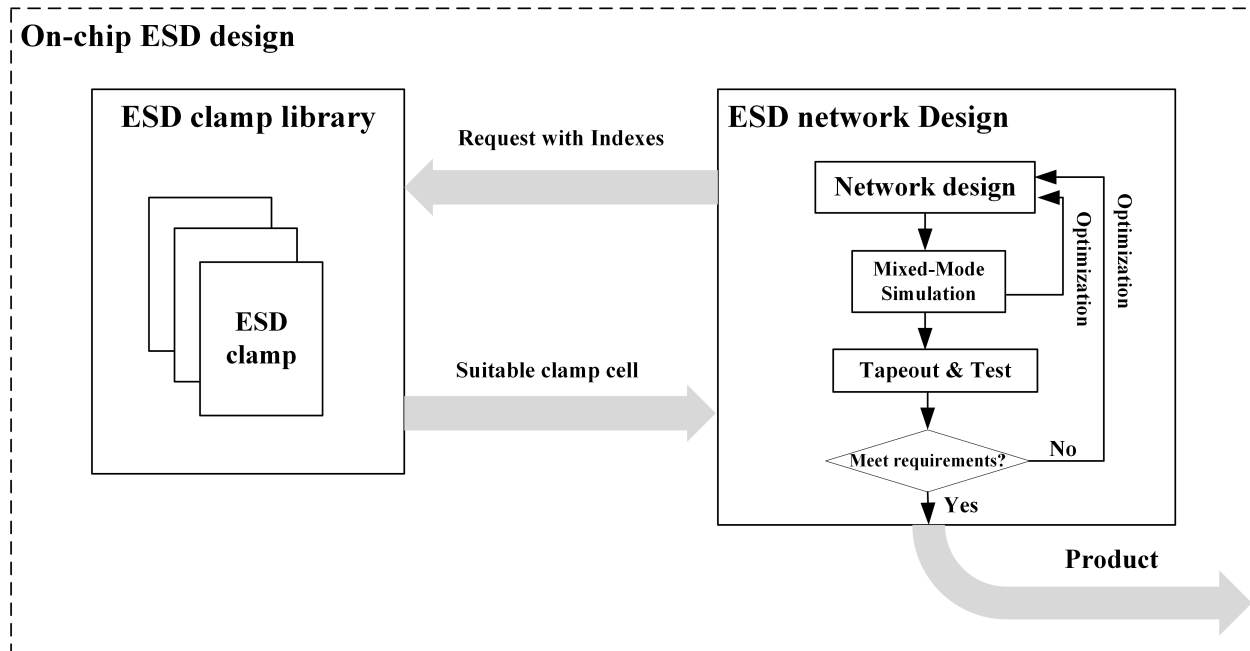 On-chip ESD design
ESD clamp library
ESD
clamp
Request with Indexes
Suitable clamp cell
ESD network Design
Network design
Mixed-Mode
Simulation
Tapeout & Test
Meet requirements?
No
Yes
Optimization
Optimization
Product